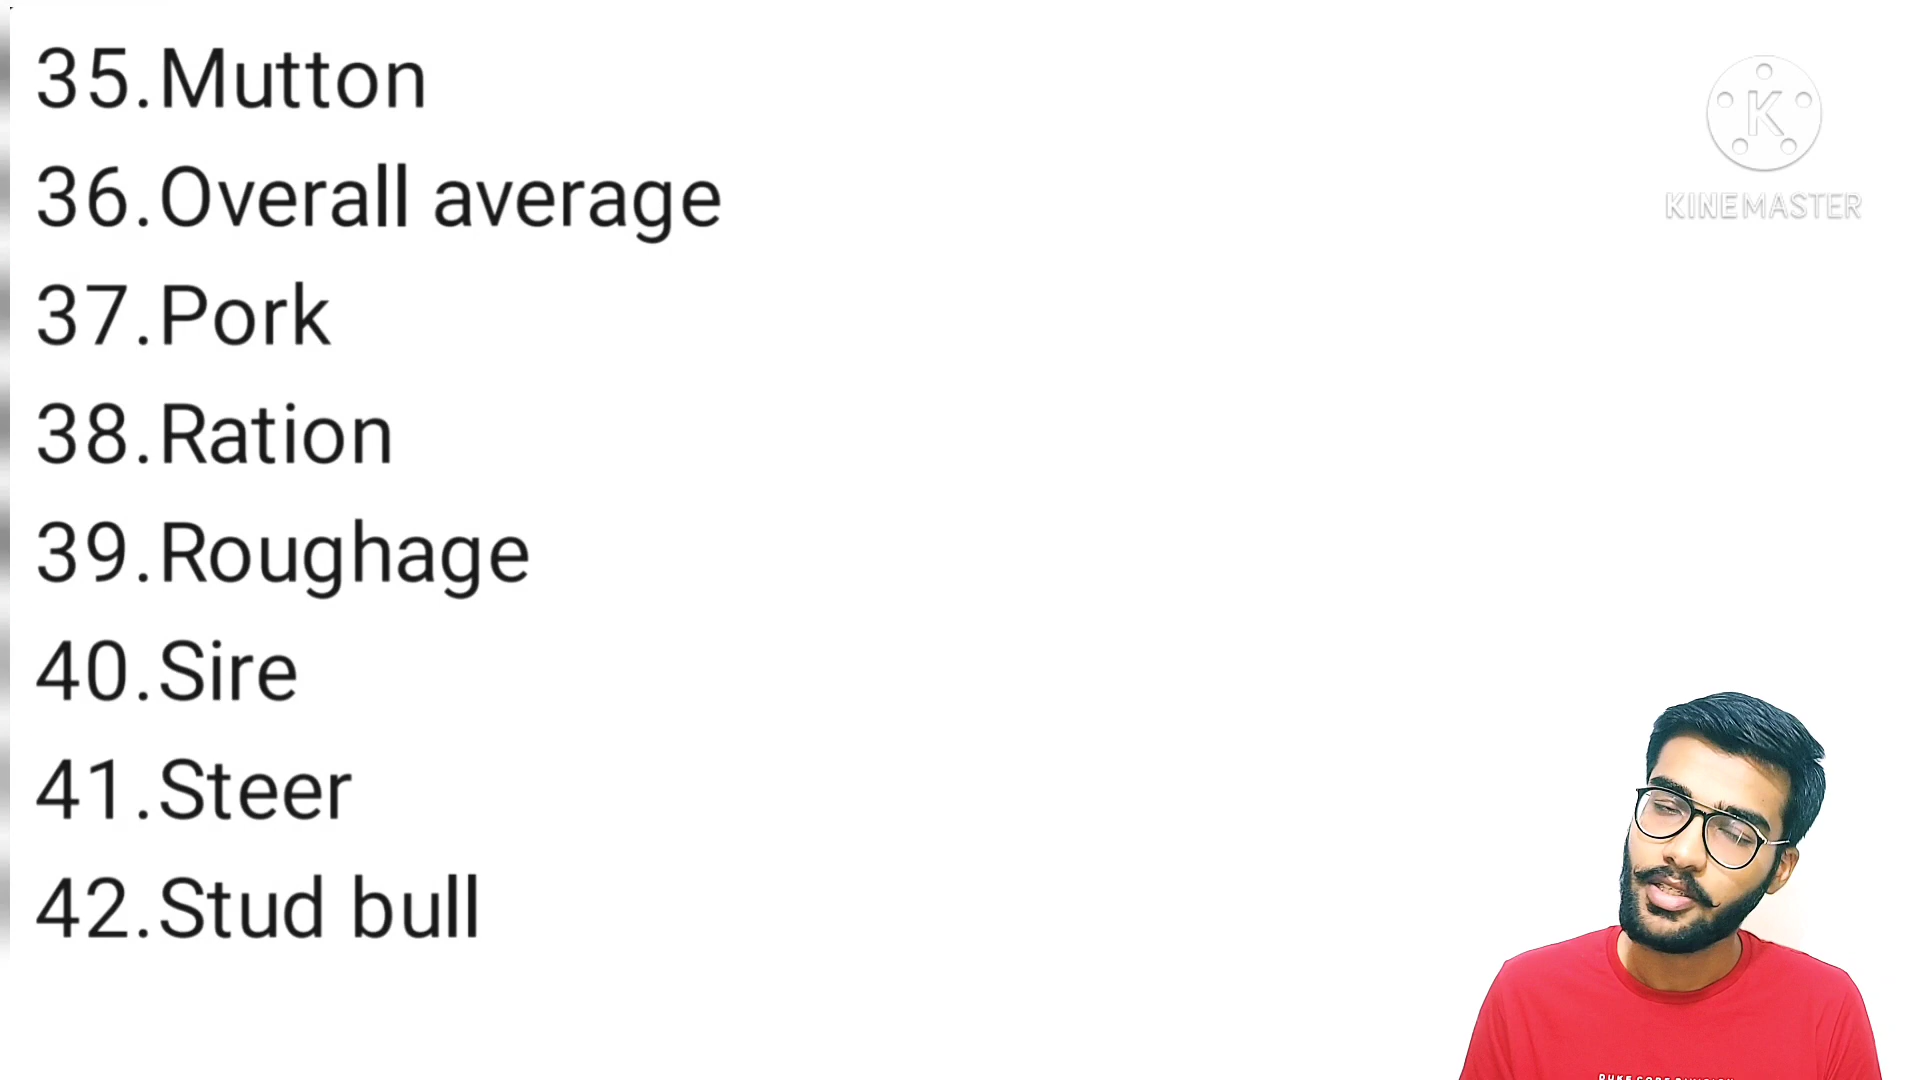 35.Mutton
36.Overall average
37.Pork
38.Ration
39.Roughage
40.Sire
41.Steer
42.Stud bull
K
KINEMASTER